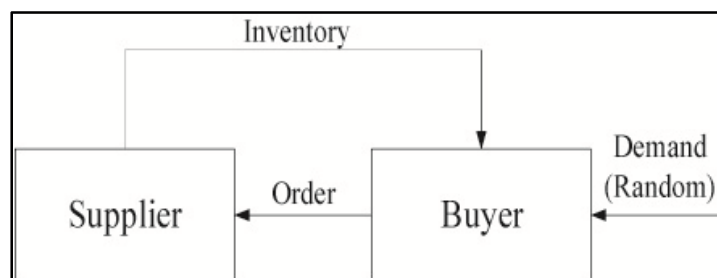 Inventory
Demand
(Random)
Order
Supplier
Buyer